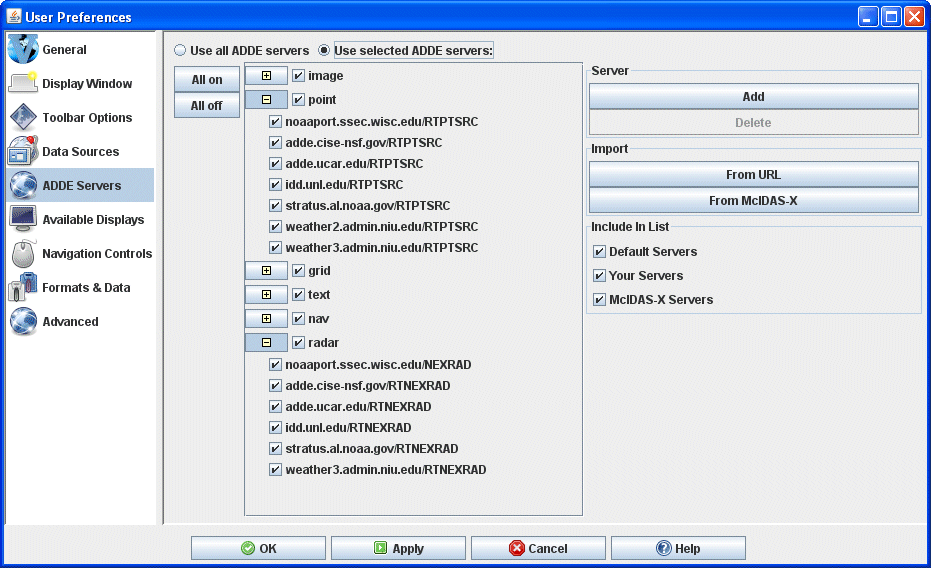 User Preferences
General
Display Window
Toolbar Options
Data Sources
ADDE Servers
Available Displays
Navigation Controls
Formats & Data
Advanced
Use all ADDE servers
Use selected ADDE servers:
All on
All off
image
point
noaaport.ssec.wisc.edu/RTPTSRC
adde.cise-nsf.gov/RTPTSRC
adde.ucar.edu/RTPTSRC
idd.unl.edu/RTPTSRC
stratus.al.noaa.gov/RTPTSRC
weather2.admin.niu.edu/RTPTSRC
weather3.admin.niu.edu/RTPTSRC
grid
text
nav
radar
noaaport.ssec.wisc.edu/NEXRAD
adde.cise-nsf.gov/RTNEXRAD
adde.ucar.edu/RTNEXRAD
idd.unl.edu/RTNEXRAD
stratus.al.noaa.gov/RTNEXRAD
weather3.admin.niu.edu/RTNEXRAD
Server
Add
Delete
Import
From URL
From McIDAS-X
Include In List
Default Servers
Your Servers
McIDAS-X Servers
OK
Apply
Cancel
Help